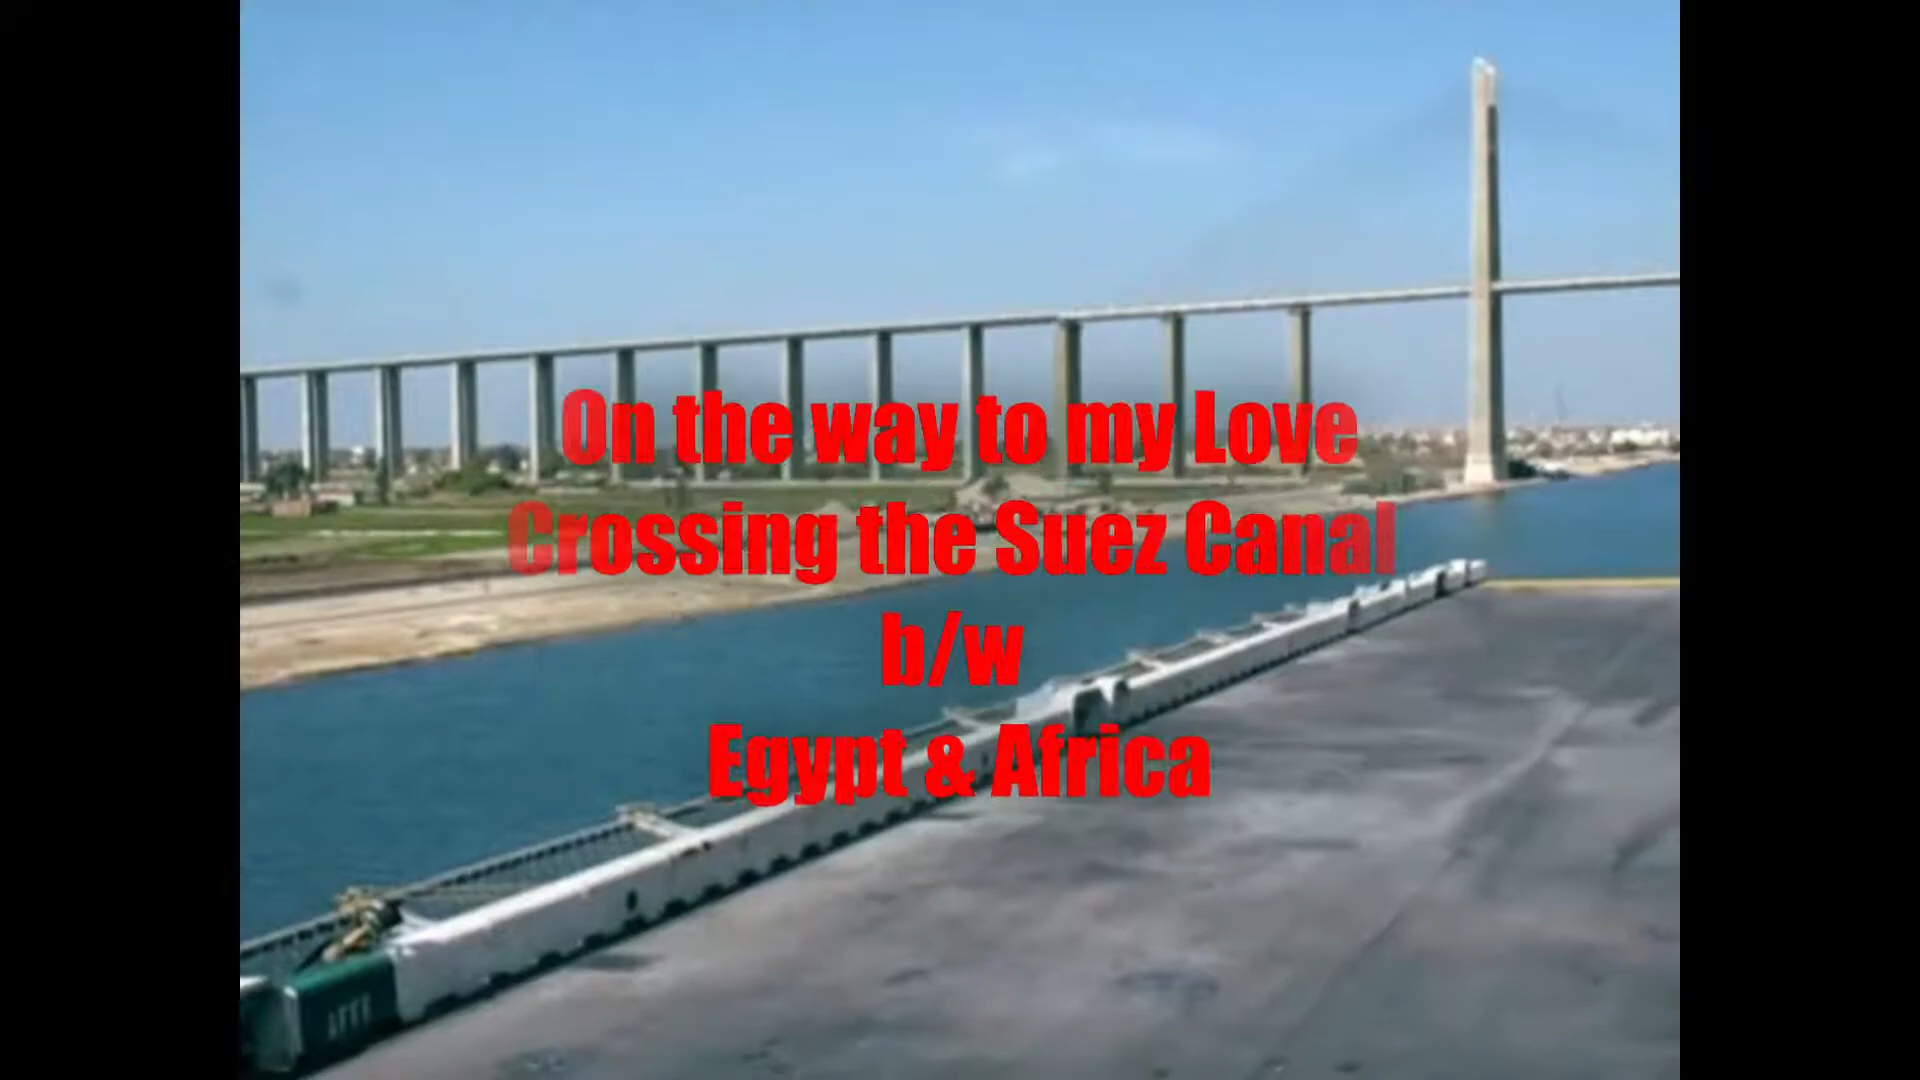 On the way to my Love
Crossing the Suez Canal
b/w
Egypt & Africa